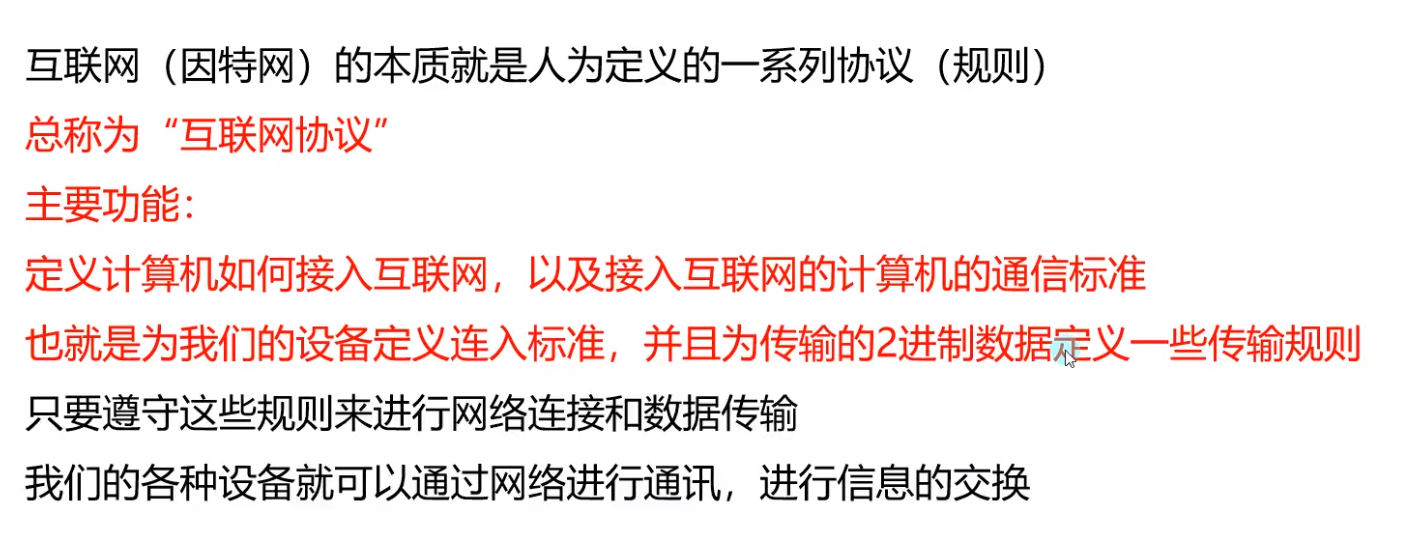 互联网（因特网）的本质就是人为定义的一系列协议（规则）
总称为“互联网协议”
主要功能：
定义计算机如何接入互联网，以及接入互联网的计算机的通信标准
也就是为我们的设备定义连入标准，并且为传输的2进制数据定义一些传输规则
只要遵守这些规则来进行网络连接和数据传输
我们的各种设备就可以通过网络进行通讯，进行信息的交换